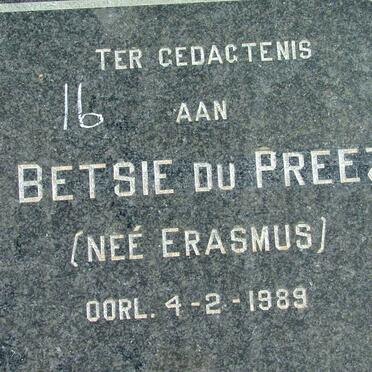 TER GEDAGTENIS
16 AAN
BETSIE DU PREEZ
(NEÉ ERASMUS)
OORL. 4-2-1989